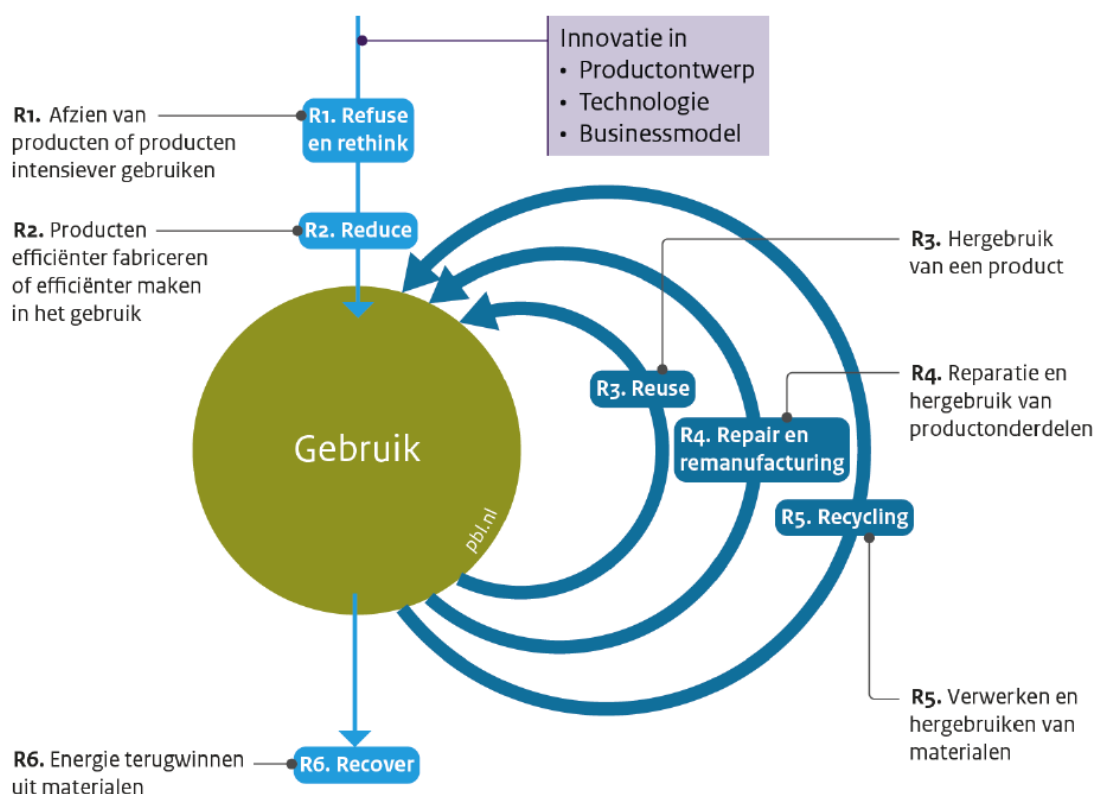 Innovatie in
• Productontwerp
• Technologie
• Businessmodel
R1. Afzien van
producten of producten
intensiever gebruiken
R1. Refuse
en rethink
R2. Producten
efficiënter fabriceren
of efficiënter maken
in het gebruik
R2. Reduce
R3. Hergebruik
van een product
R3. Reuse
R4. Reparatie en
hergebruik van
productonderdelen
R4. Repair en
remanufacturing
Gebruik
pbl.nl
R5. Recycling
R5. Verwerken en
hergebruiken van
materialen
R6. Energie terugwinnen
uit materialen
R6. Recover